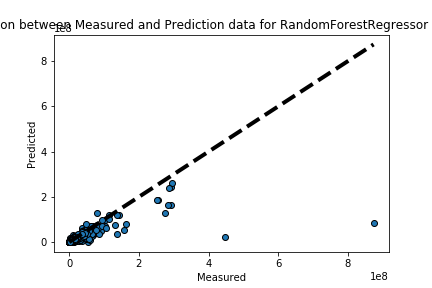 on between Measured and Prediction data for RandomForestRegressor
1e8
8
6
4
2
0
Predicted
0 2 4 6 8
Measured
1e8